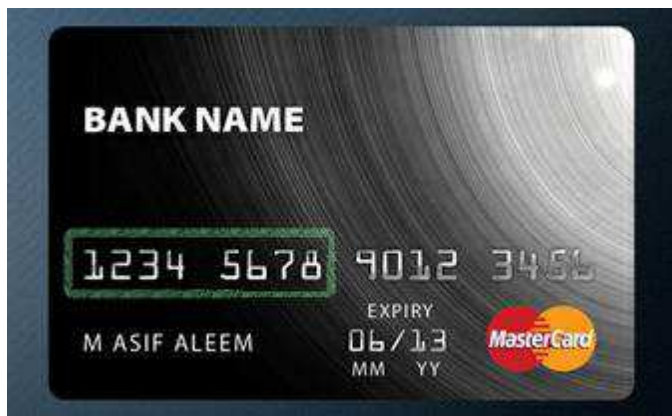 BANK NAME
1234 5678 9012 3456
EXPIRY
M ASIF ALEEM 06/13
MM YY
MasterCard